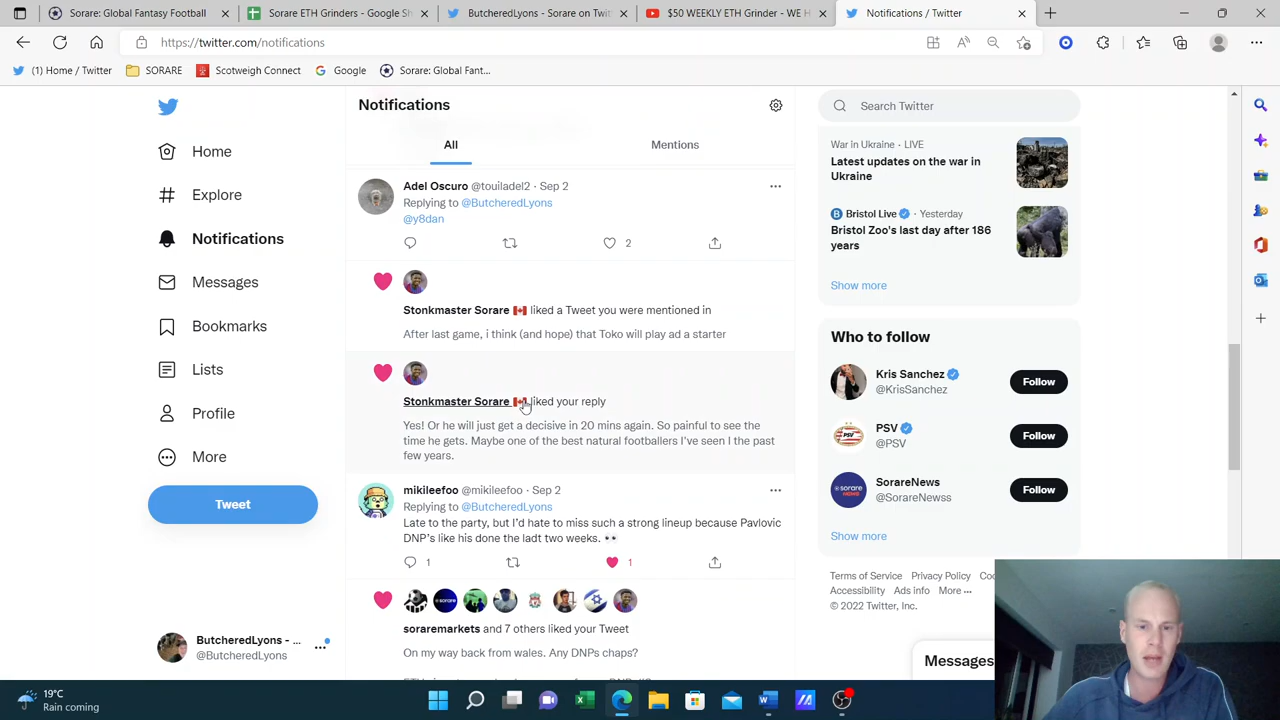 Sorare: Global Fantasy Football
Sorare ETH Grinders - Google Sh
ButcheredLyons - Sorare on Twit
$50 WEEKLY ETH Grinder - WE H
Notifications / Twitter
https://twitter.com/notifications
(1) Home / Twitter
SORARE
Scotweigh Connect
Google
Sorare: Global Fant...
Notifications
Search Twitter
All
Mentions
Home
Explore
Notifications
Messages
Bookmarks
Lists
Profile
More
Tweet
ButcheredLyons - ...
@ButcheredLyons
Adel Oscuro @touiladel2 · Sep 2
Replying to @ButcheredLyons
@y8dan
2
Stonkmaster Sorare liked a Tweet you were mentioned in
After last game, i think (and hope) that Toko will play ad a starter
Stonkmaster Sorare liked your reply
Yes! Or he will just get a decisive in 20 mins again. So painful to see the
time he gets. Maybe one of the best natural footballers I've seen I the past
few years.
mikileefoo @mikileefoo · Sep 2
Replying to @ButcheredLyons
Late to the party, but I'd hate to miss such a strong lineup because Pavlovic
DNP's like his done the ladt two weeks. 👀
1
1
soraremarkets and 7 others liked your Tweet
On my way back from wales. Any DNPs chaps?
War in Ukraine · LIVE
Latest updates on the war in
Ukraine
Bristol Live · Yesterday
Bristol Zoo's last day after 186
years
Show more
Who to follow
Kris Sanchez
@KrisSanchez
Follow
PSV
@PSV
Follow
SorareNews
@SorareNewss
Follow
Show more
Terms of Service Privacy Policy
Accessibility Ads info More ...
© 2022 Twitter, Inc.
Messages
19°C
Rain coming